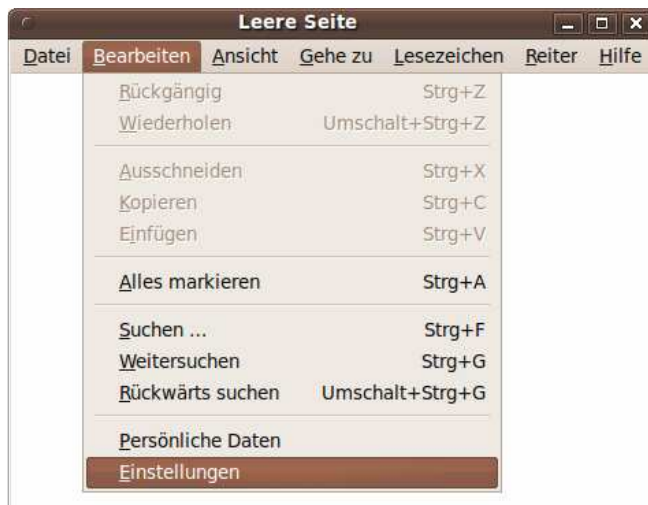 Leere Seite
Datei Bearbeiten Ansicht Gehe zu Lesezeichen Reiter Hilfe
Rückgängig Strg+Z
Wiederholen Umschalt+Strg+Z
Ausschneiden Strg+X
Kopieren Strg+C
Einfügen Strg+V
Alles markieren Strg+A
Suchen ... Strg+F
Weitersuchen Strg+G
Rückwärts suchen Umschalt+Strg+G
Persönliche Daten
Einstellungen